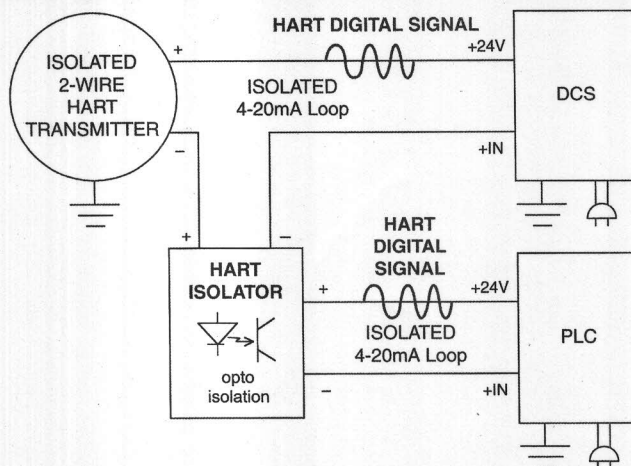 HART DIGITAL SIGNAL
+
+24V
ISOLATED
2-WIRE
HART
TRANSMITTER
ISOLATED
4-20mA Loop
DCS
–
+IN
+
–
HART
ISOLATOR
opto
isolation
HART
DIGITAL
SIGNAL
+
+24V
ISOLATED
4-20mA Loop
PLC
–
+IN